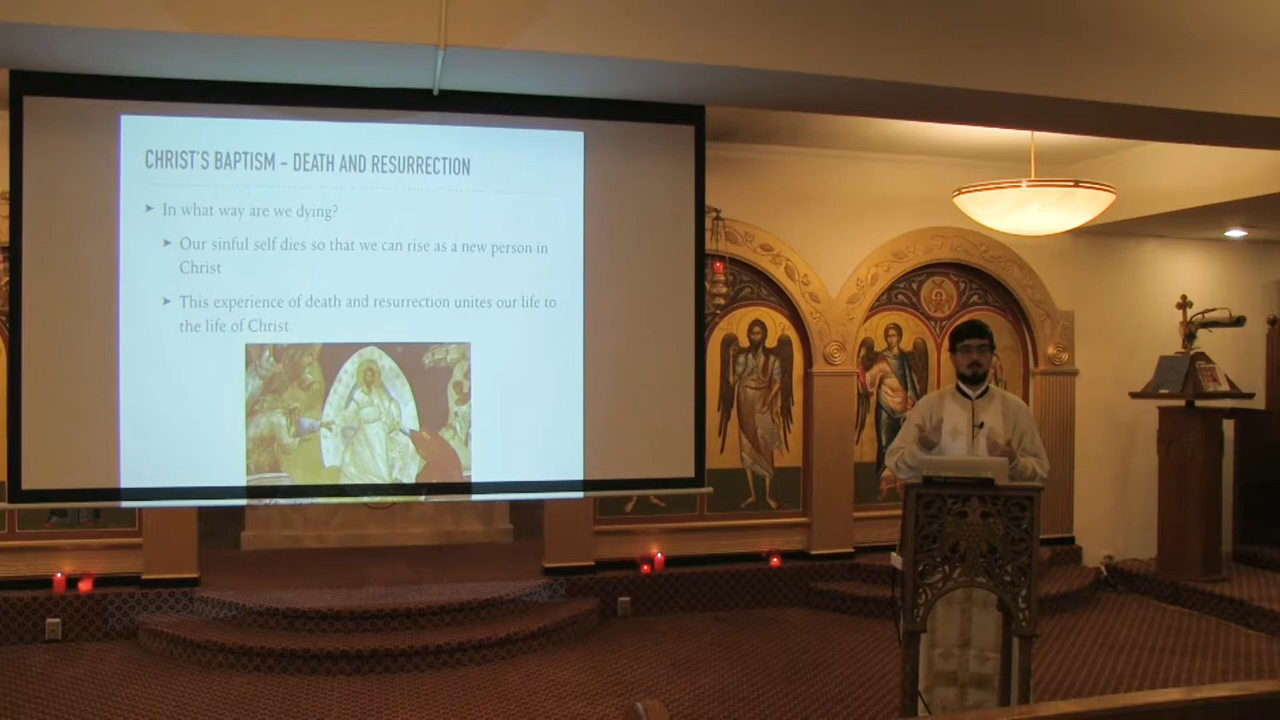 CHRIST'S BAPTISM – DEATH AND RESURRECTION
➤ In what way are we dying?
➤ Our sinful self dies so that we can rise as a new person in
Christ
➤ This experience of death and resurrection unites our life to
the life of Christ.